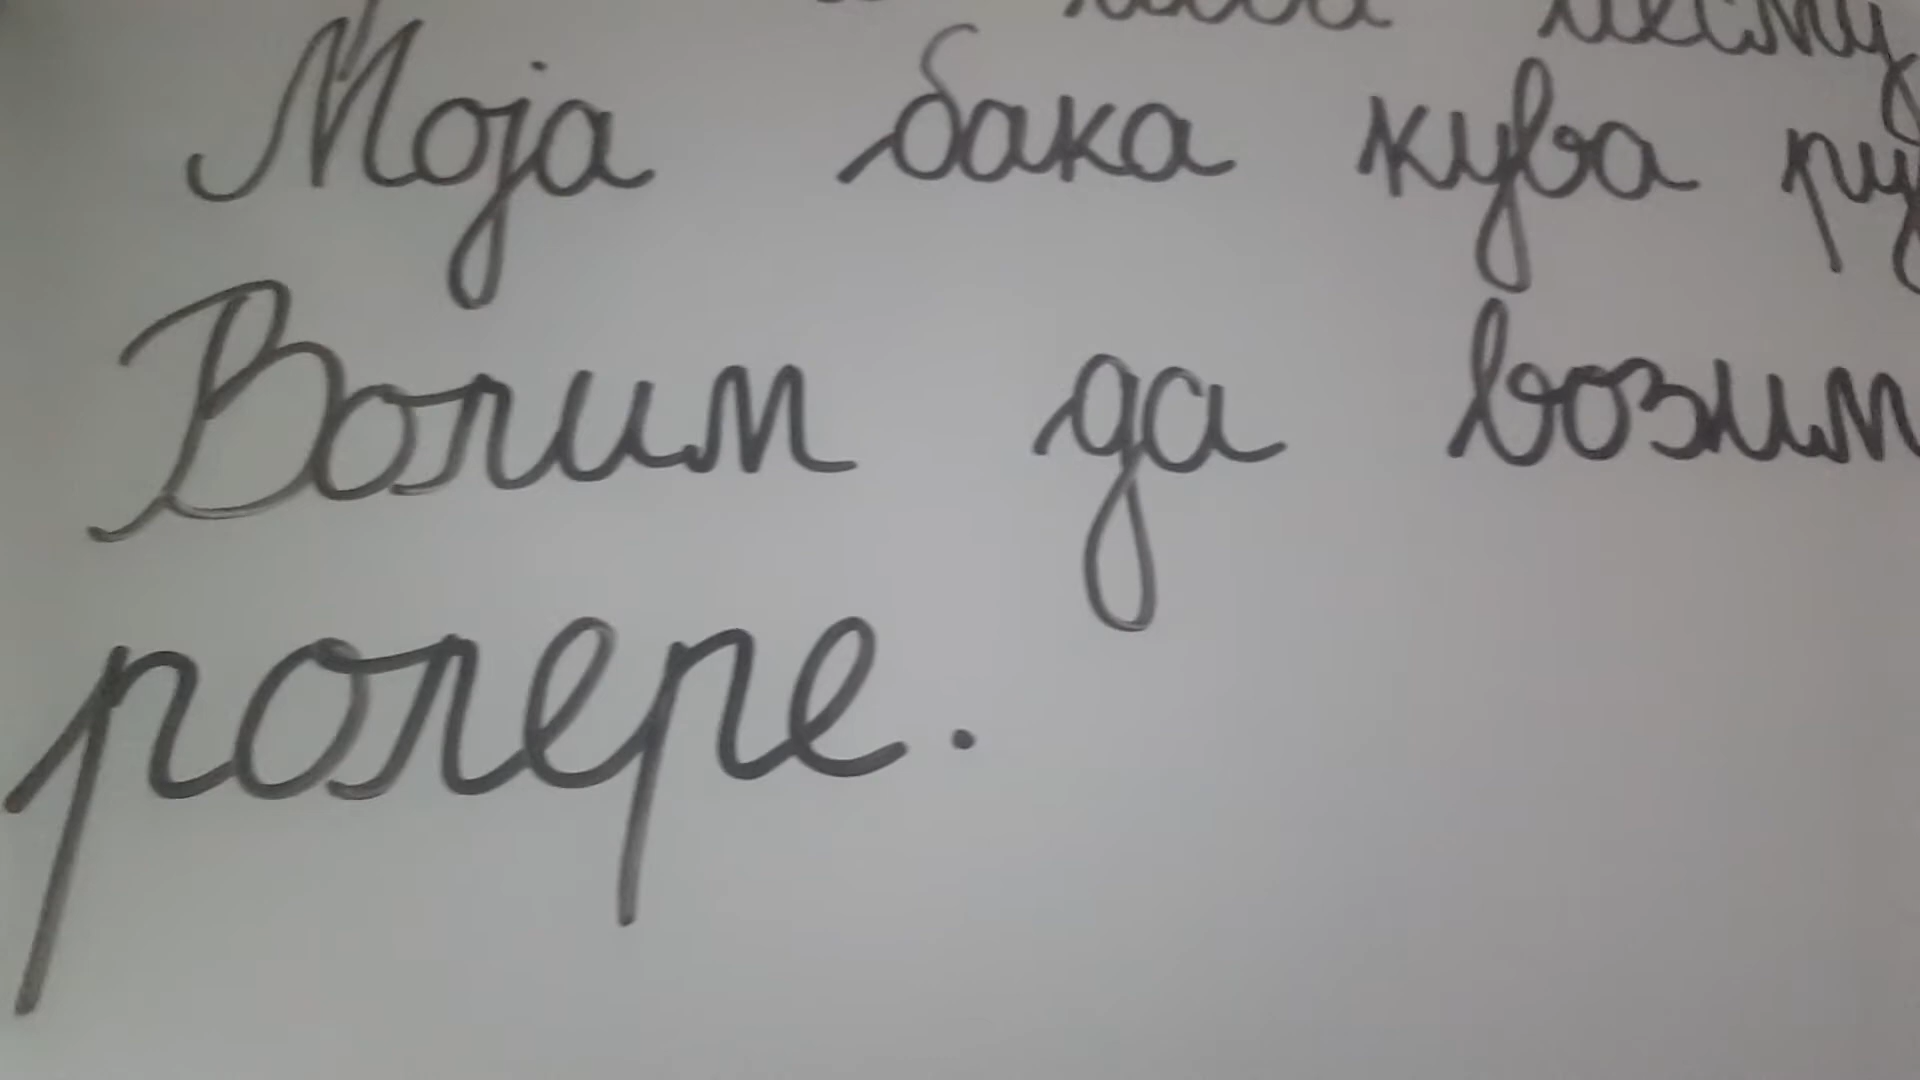 Моја бака кува
Волим да возим
ролере.